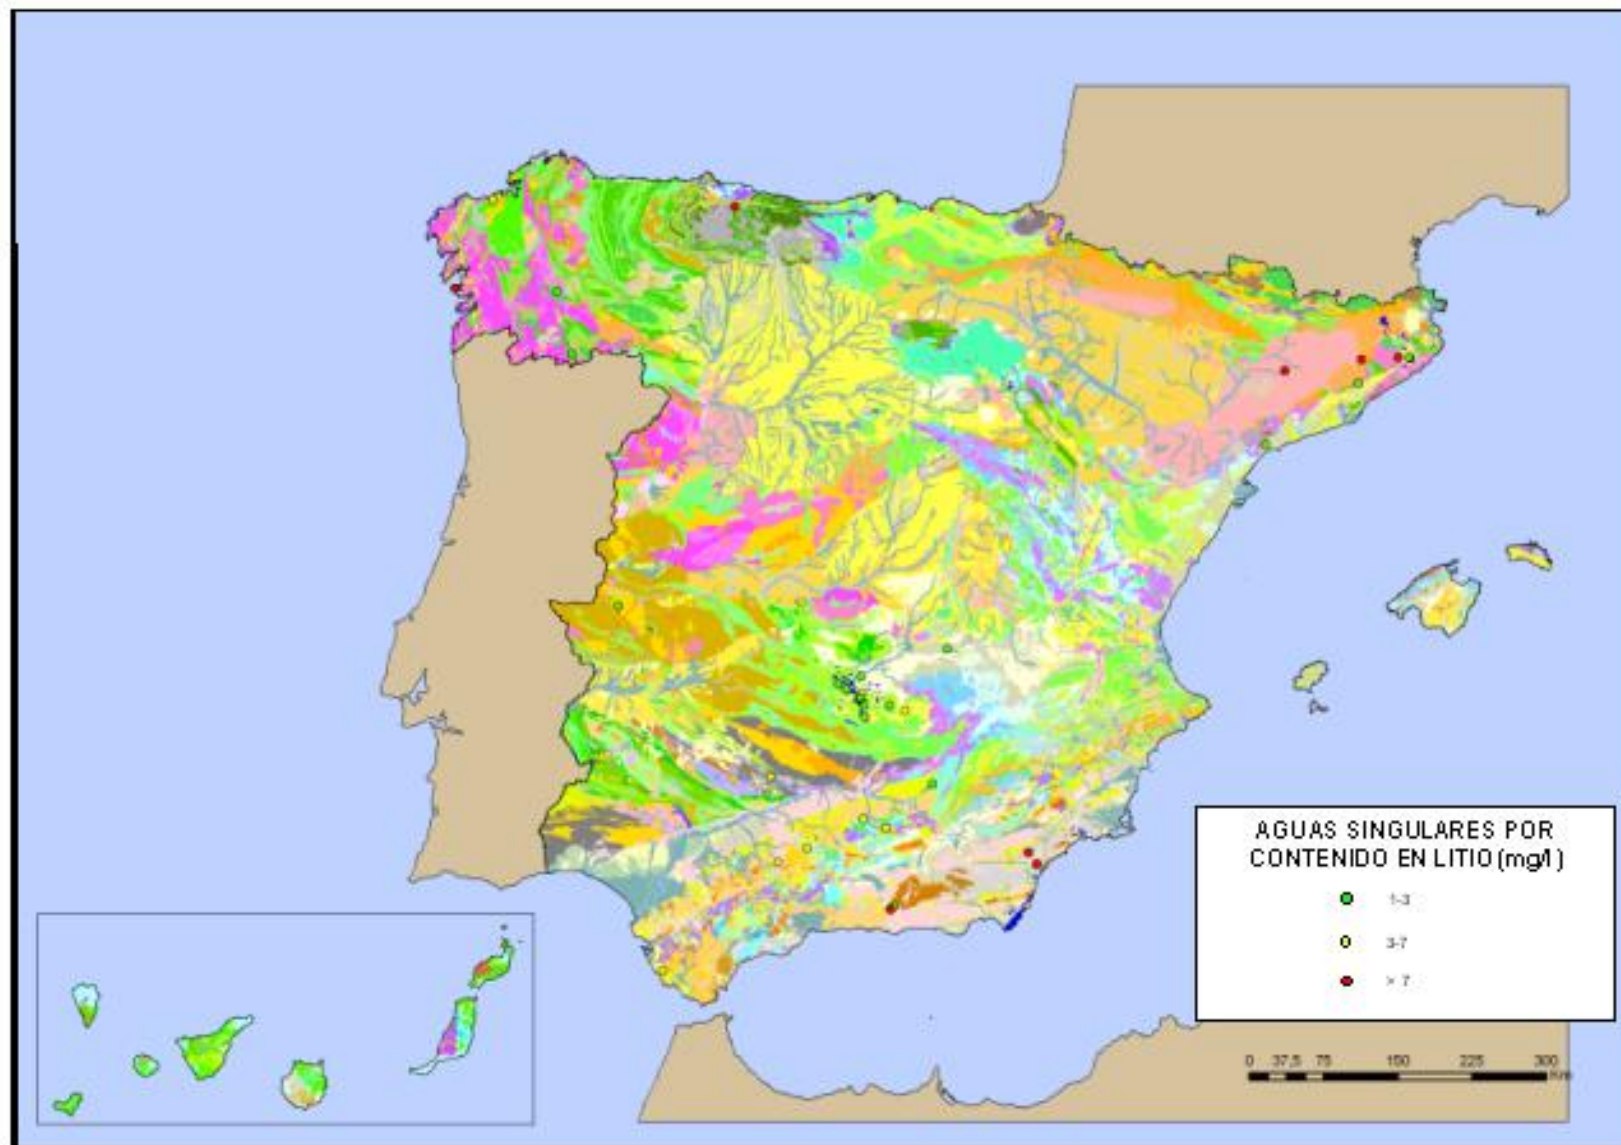 AGUAS SINGULARES POR
CONTENIDO EN LITIO (mg/l)
1-3
3-7
> 7
0 37,5 75 150 225 300